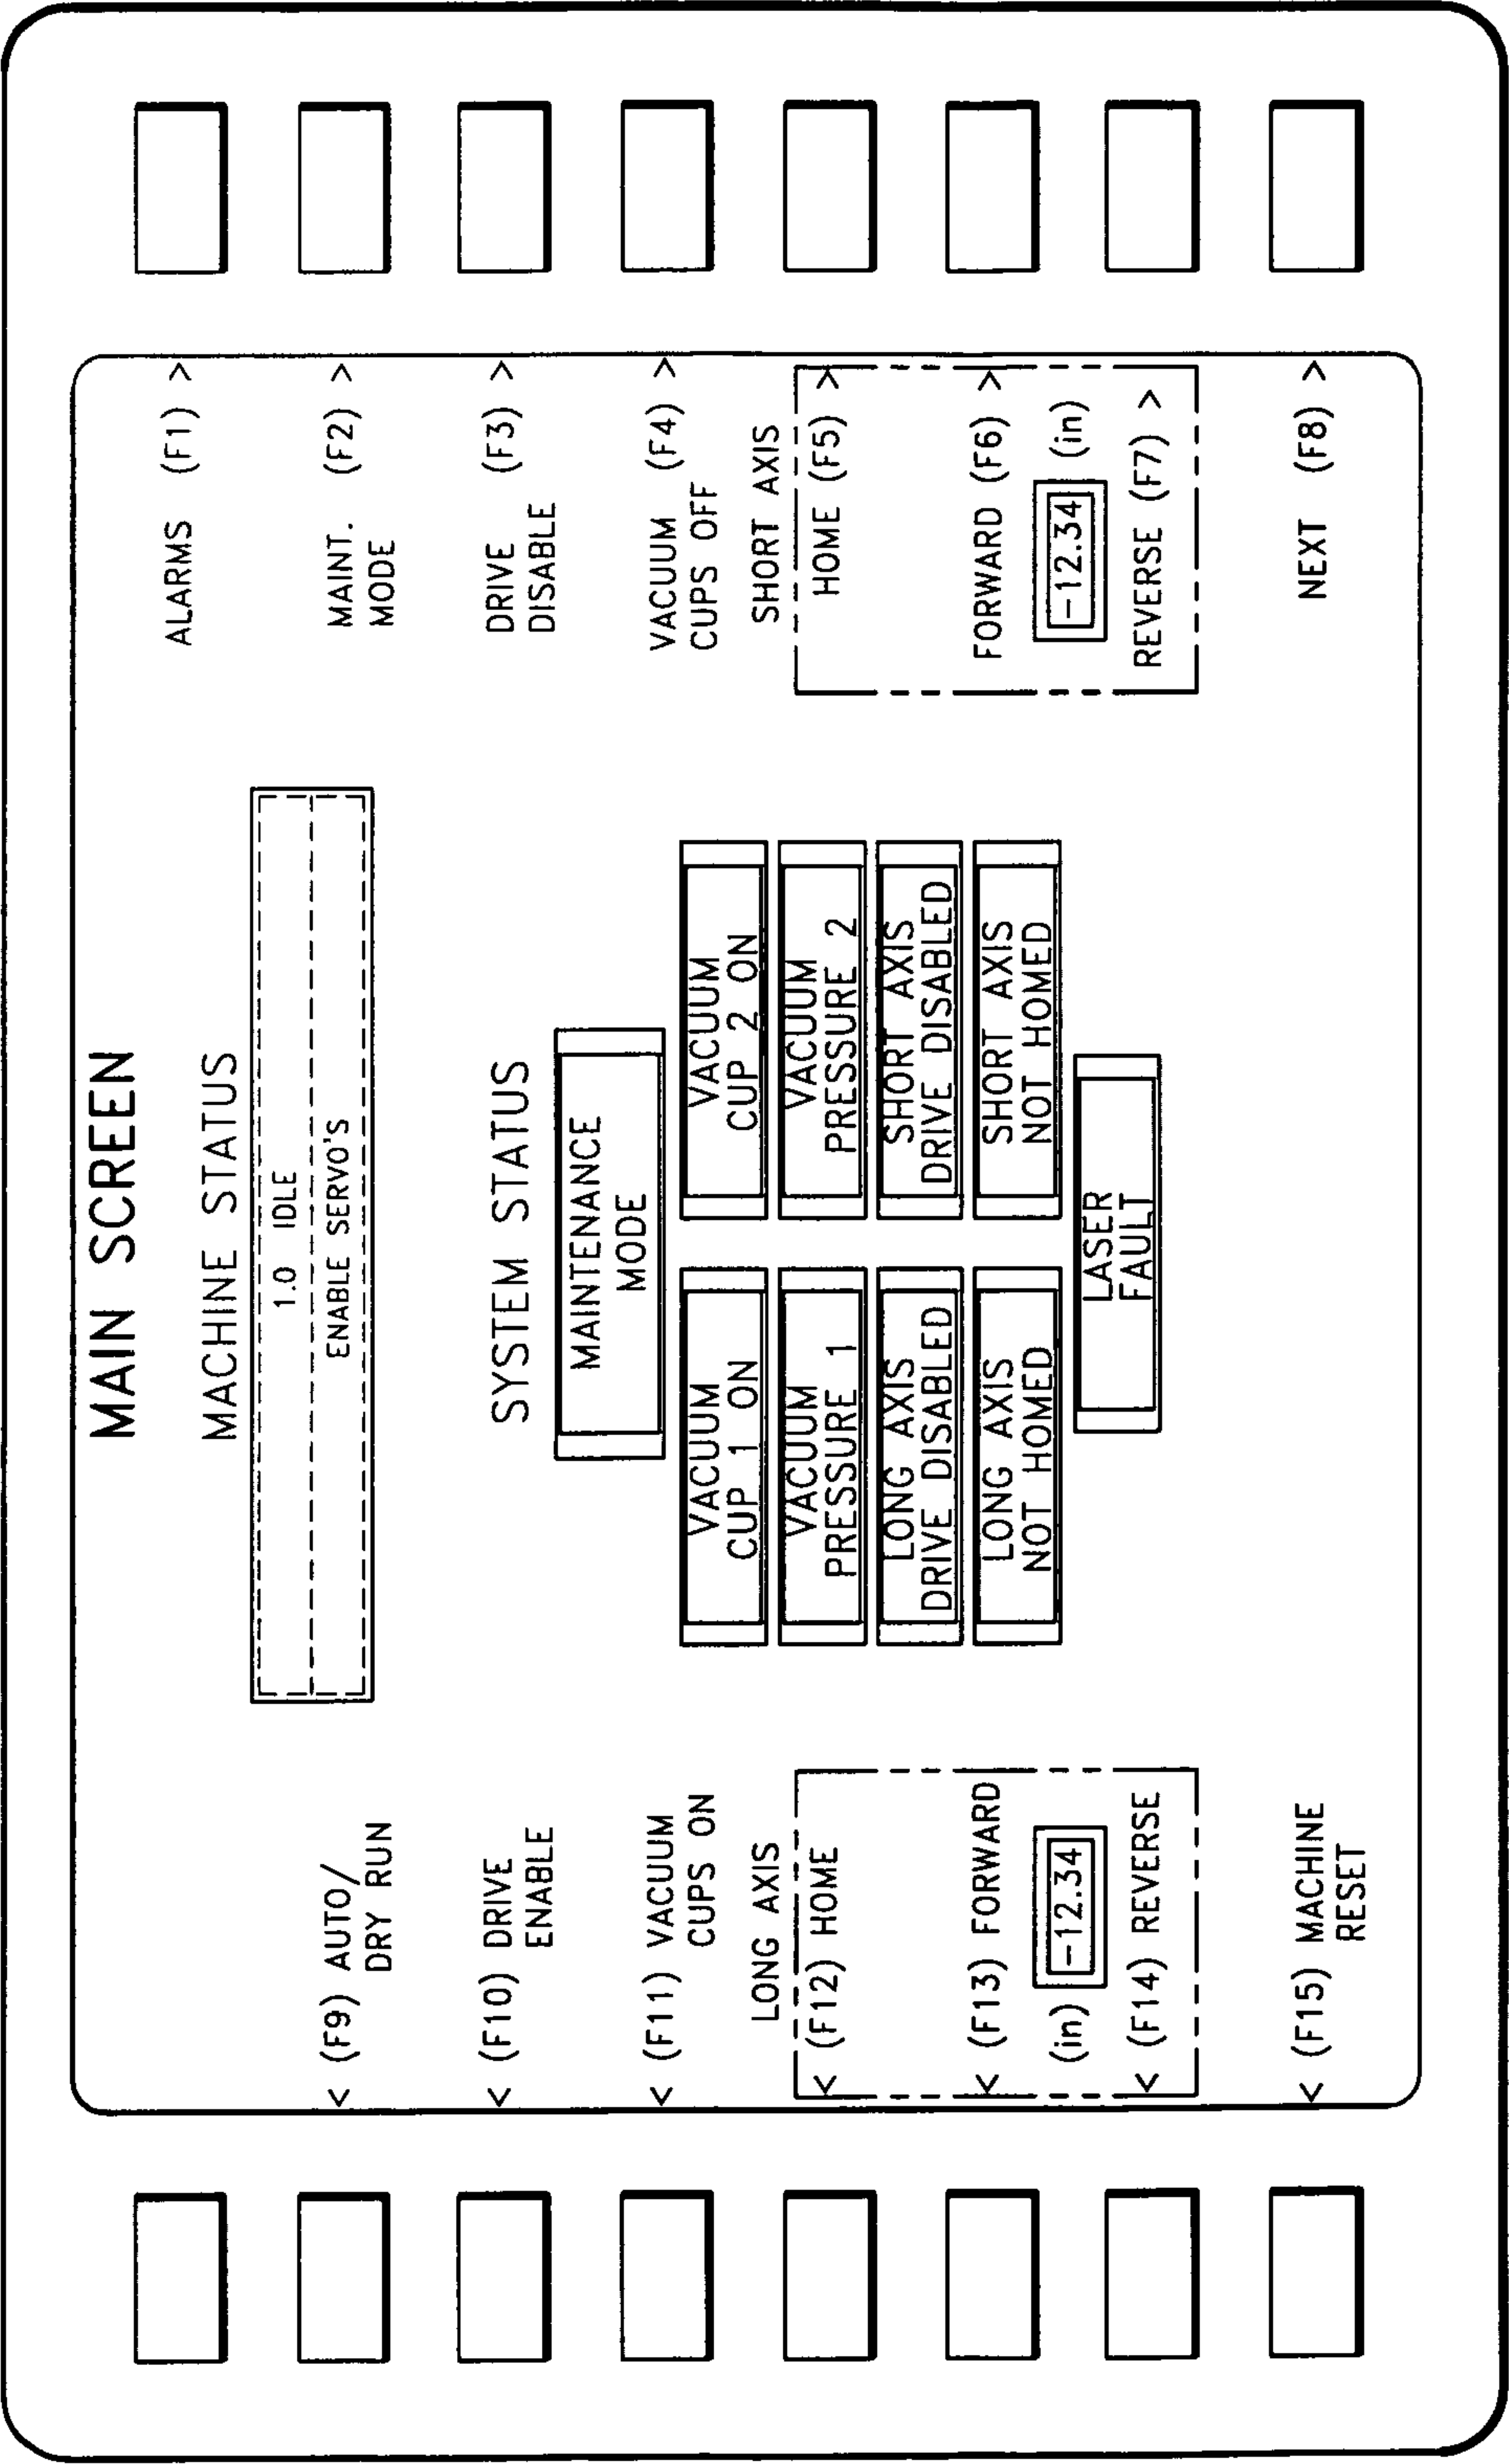 MAIN SCREEN
MACHINE STATUS
1.0 IDLE
ENABLE SERVO'S
SYSTEM STATUS
MAINTENANCE
MODE
VACUUM
CUP 1 ON
VACUUM
CUP 2 ON
VACUUM
PRESSURE 1
VACUUM
PRESSURE 2
LONG AXIS
DRIVE DISABLED
SHORT AXIS
DRIVE DISABLED
LONG AXIS
NOT HOMED
SHORT AXIS
NOT HOMED
LASER
FAULT
< (F9) AUTO/
DRY RUN
< (F10) DRIVE
ENABLE
< (F11) VACUUM
CUPS ON
LONG AXIS
< (F12) HOME
< (F13) FORWARD
(in) -12.34
< (F14) REVERSE
< (F15) MACHINE
RESET
ALARMS (F1) >
MAINT. (F2) >
MODE
DRIVE (F3) >
DISABLE
VACUUM (F4) >
CUPS OFF
SHORT AXIS
HOME (F5) >
FORWARD (F6) >
-12.34 (in)
REVERSE (F7) >
NEXT (F8) >